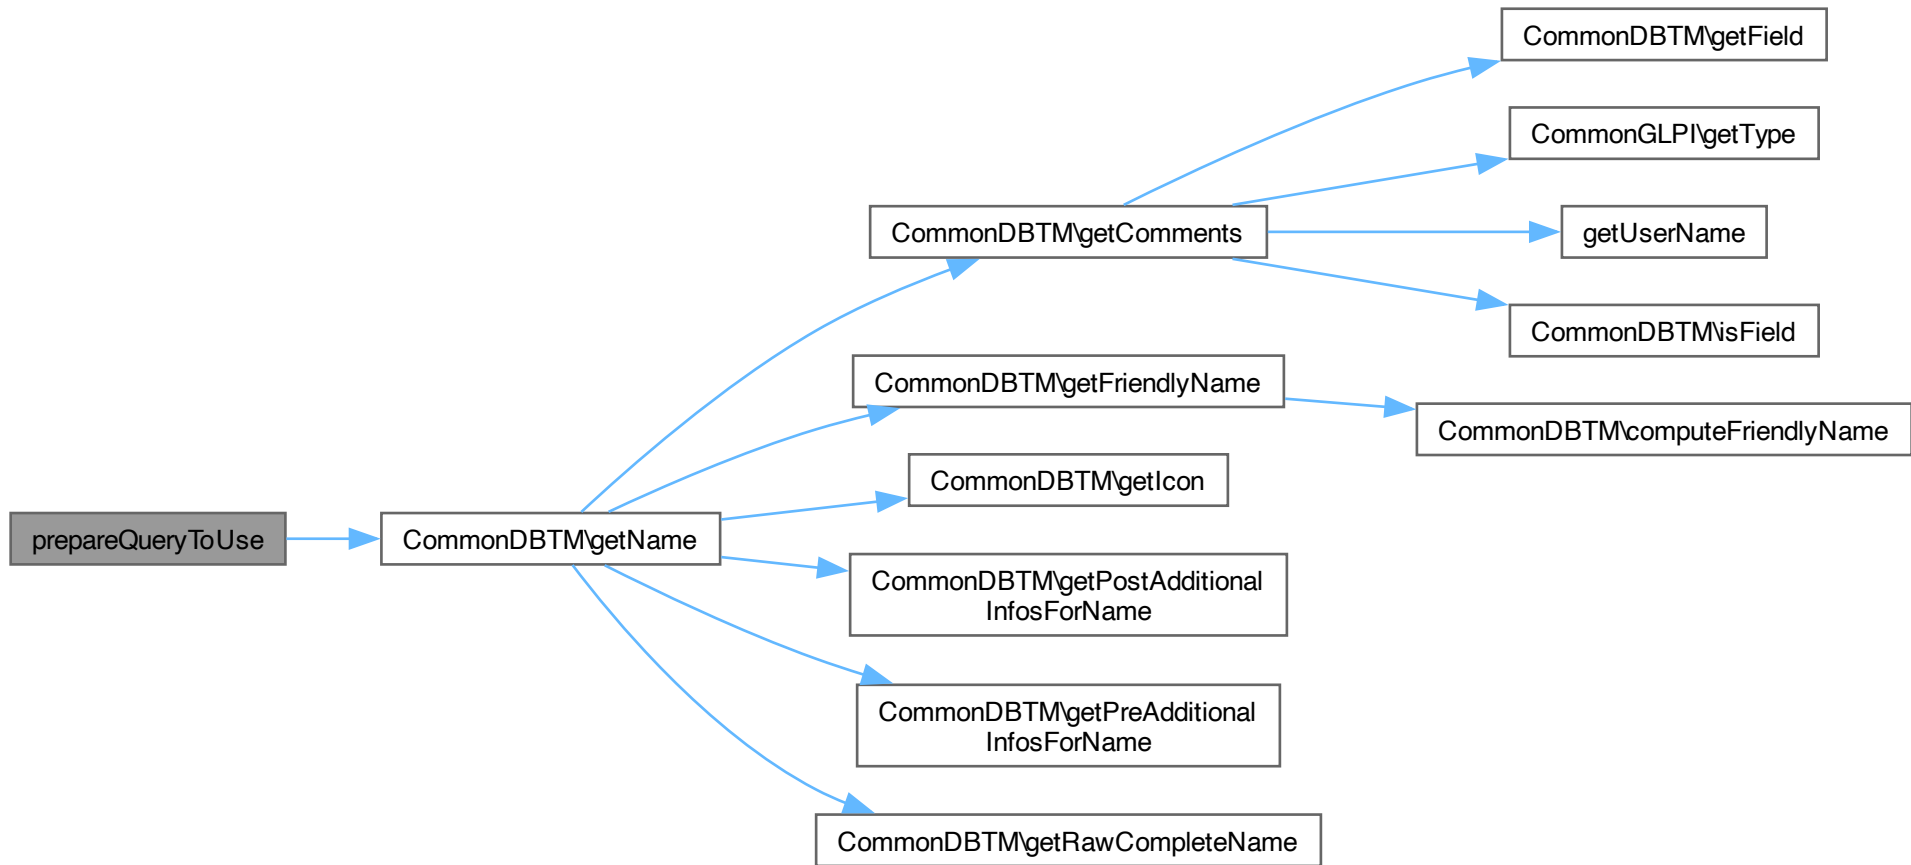 CommonDBTM\getField
CommonGLPI\getType
CommonDBTM\getComments
getUserName
CommonDBTM\isField
CommonDBTM\getFriendlyName
CommonDBTM\computeFriendlyName
CommonDBTM\getIcon
prepareQueryToUse
CommonDBTM\getName
CommonDBTM\getPostAdditional
InfosForName
CommonDBTM\getPreAdditional
InfosForName
CommonDBTM\getRawCompleteName